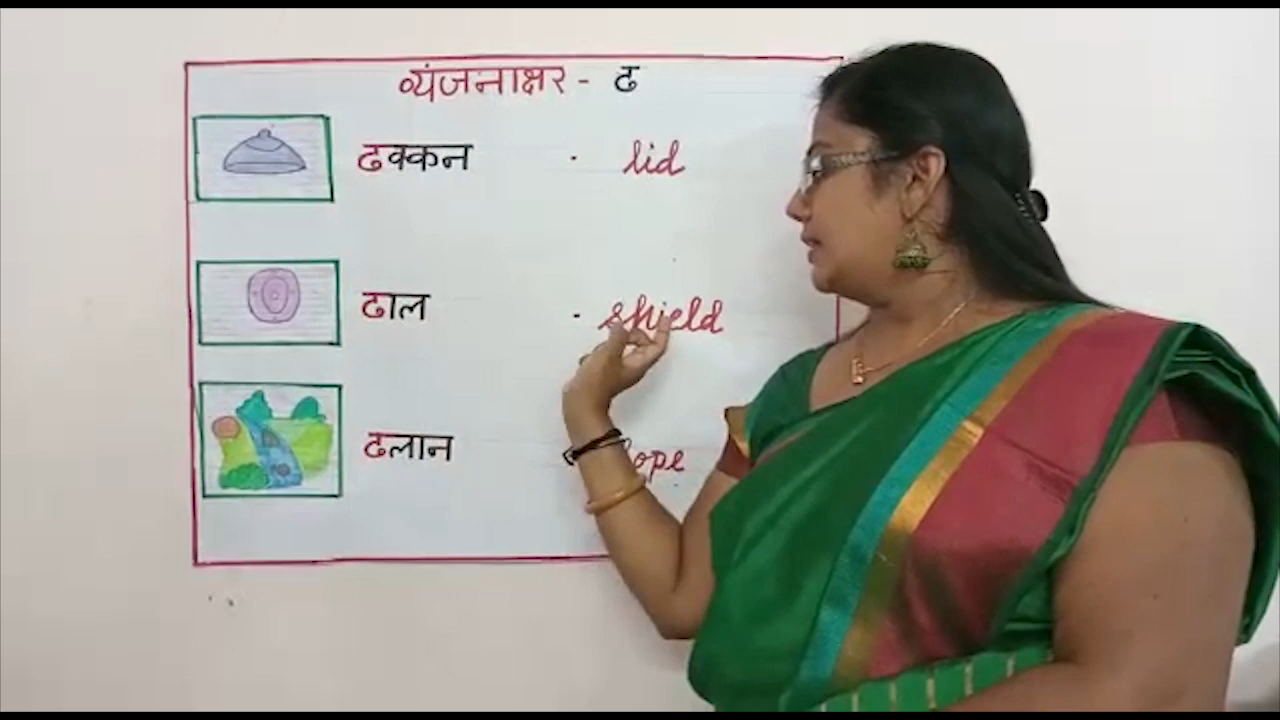 व्यंजनाक्षर - ढ
ढक्कन · lid
ढाल · shield
ढलान